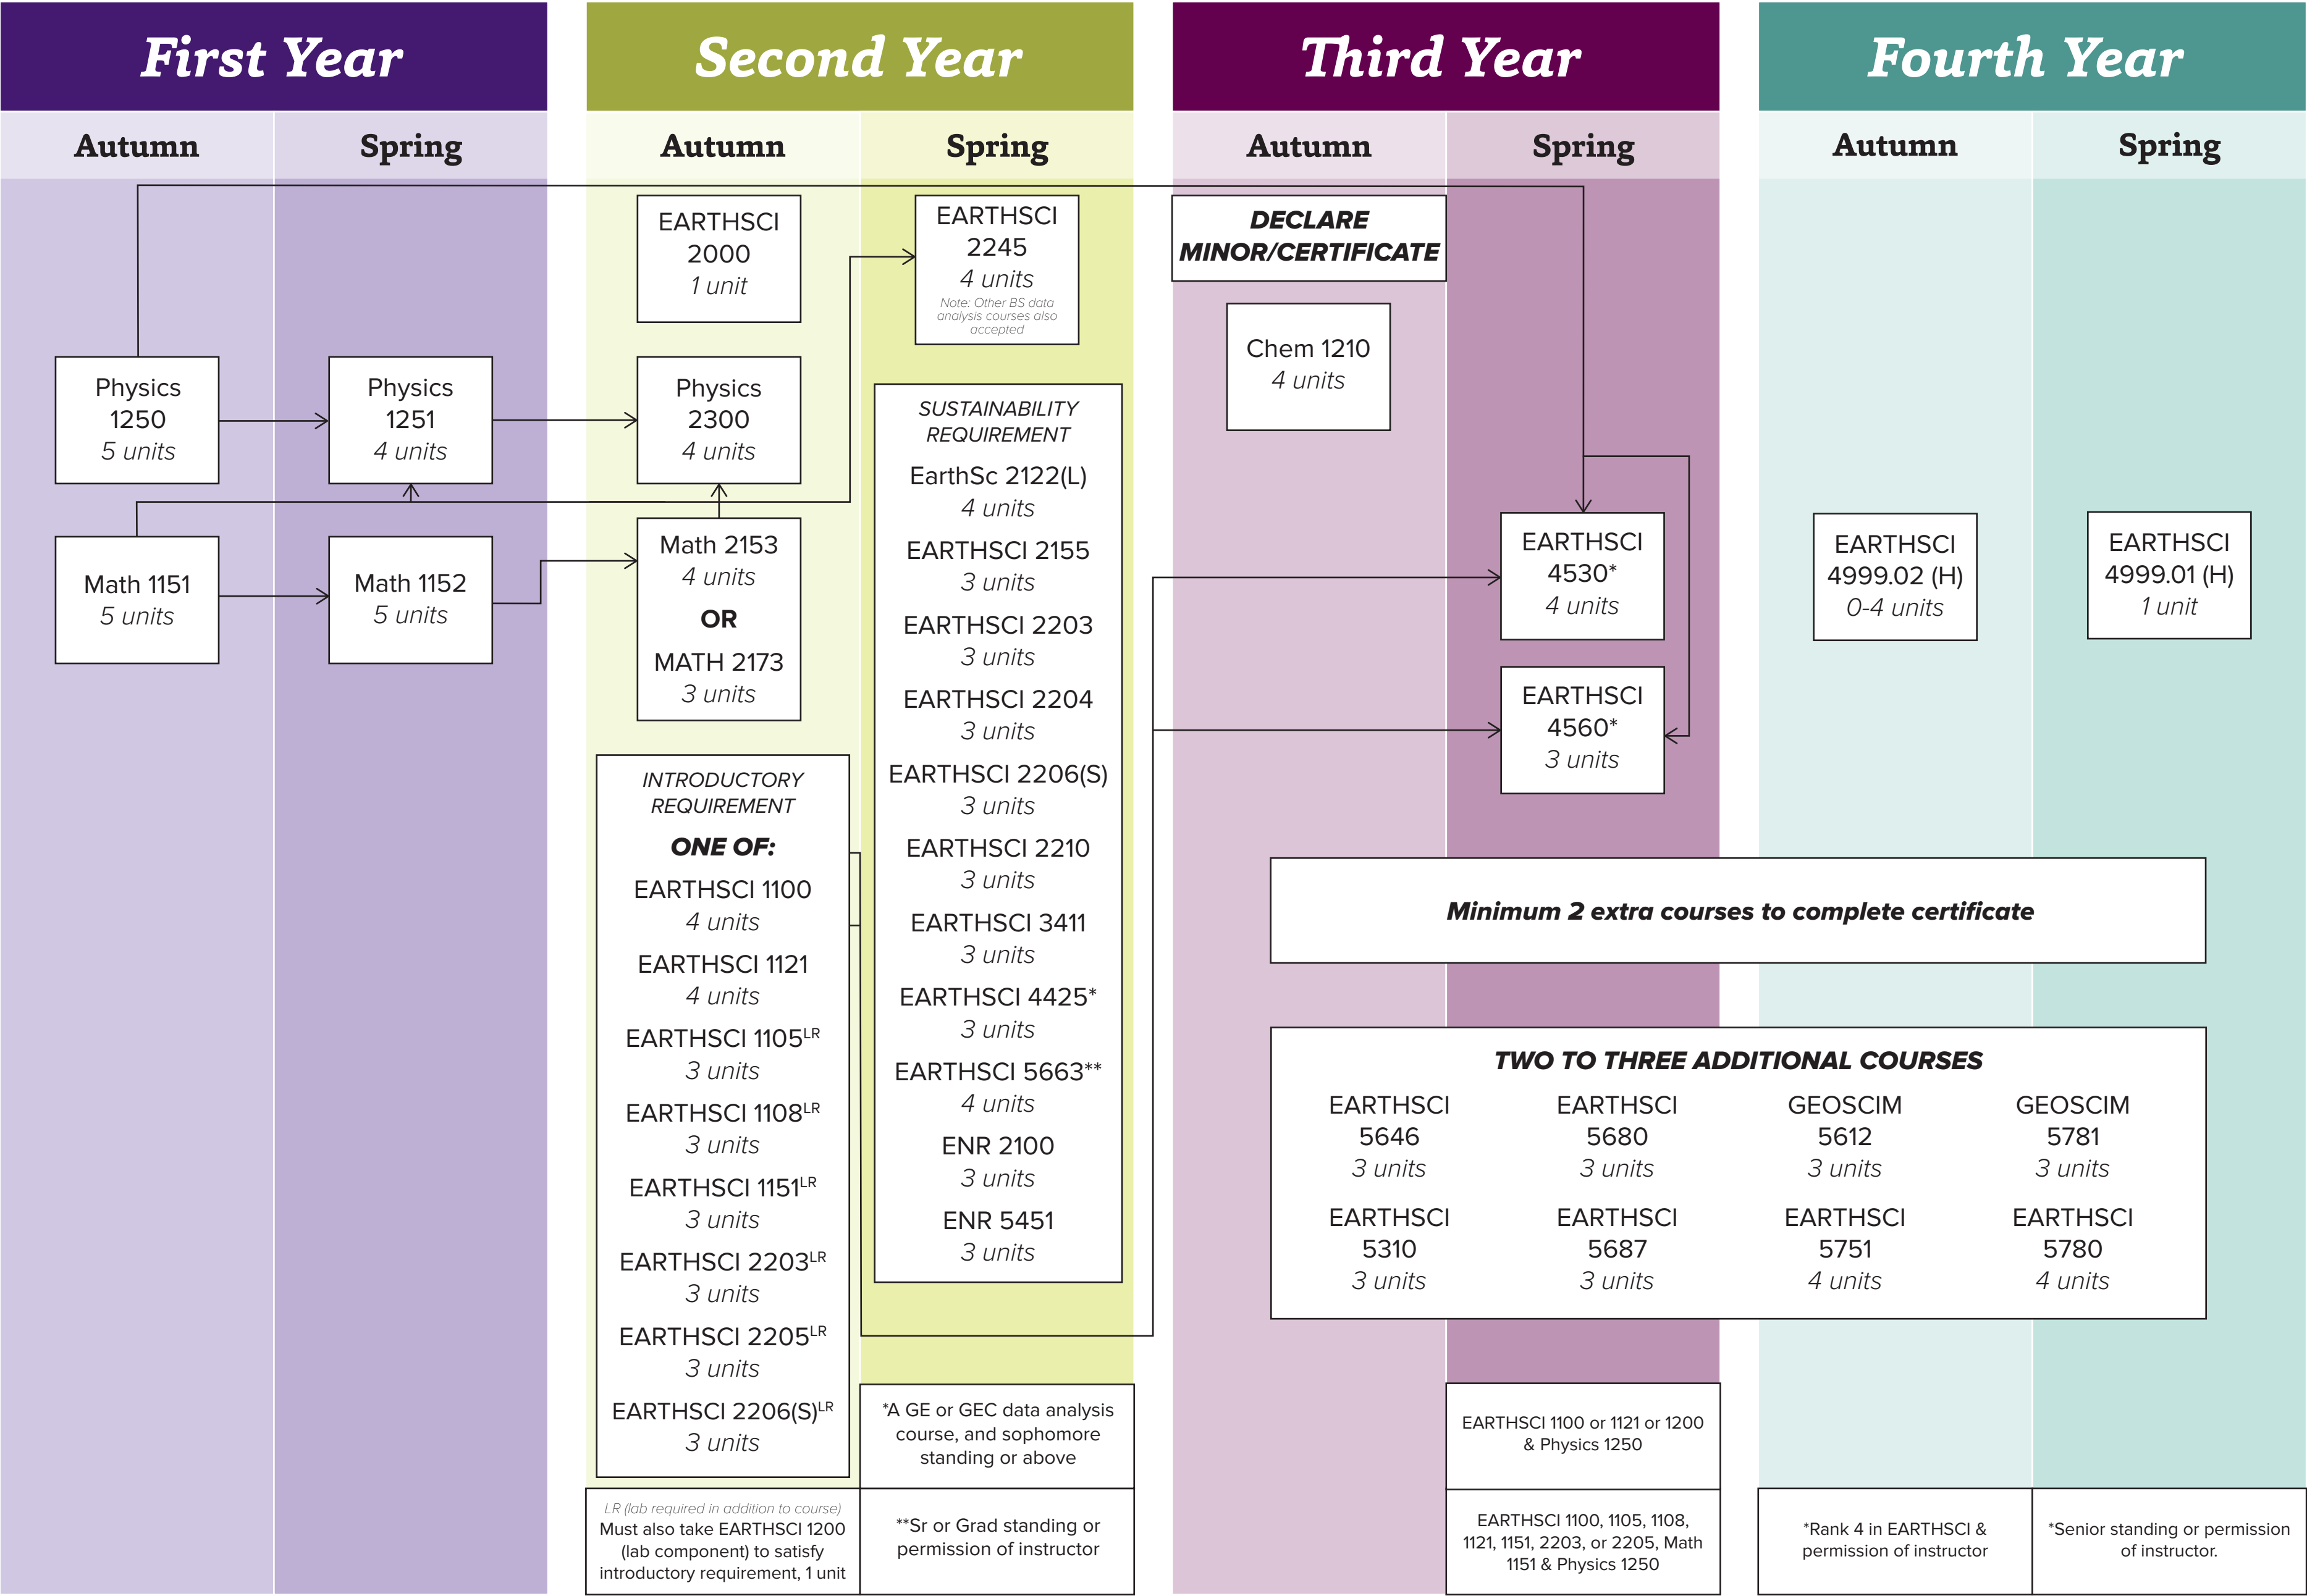 First Year
Second Year
Third Year
Fourth Year
Autumn
Spring
Autumn
Spring
Autumn
Spring
Autumn
Spring
Physics
1250
5 units
Math 1151
5 units
Physics
1251
4 units
Math 1152
5 units
EARTHSCI
2000
1 unit
Physics
2300
4 units
Math 2153
4 units
OR
MATH 2173
3 units
INTRODUCTORY
REQUIREMENT
ONE OF:
EARTHSCI 1100
4 units
EARTHSCI 1121
4 units
EARTHSCI 1105LR
3 units
EARTHSCI 1108LR
3 units
EARTHSCI 1151LR
3 units
EARTHSCI 2203LR
3 units
EARTHSCI 2205LR
3 units
EARTHSCI 2206(S)LR
3 units
LR (lab required in addition to course)
Must also take EARTHSCI 1200
(lab component) to satisfy
introductory requirement, 1 unit
EARTHSCI
2245
4 units
Note: Other BS data
analysis courses also
accepted
SUSTAINABILITY
REQUIREMENT
EarthSc 2122(L)
4 units
EARTHSCI 2155
3 units
EARTHSCI 2203
3 units
EARTHSCI 2204
3 units
EARTHSCI 2206(S)
3 units
EARTHSCI 2210
3 units
EARTHSCI 3411
3 units
EARTHSCI 4425*
3 units
EARTHSCI 5663**
4 units
ENR 2100
3 units
ENR 5451
3 units
*A GE or GEC data analysis
course, and sophomore
standing or above
**Sr or Grad standing or
permission of instructor
DECLARE
MINOR/CERTIFICATE
Chem 1210
4 units
EARTHSCI
4530*
4 units
EARTHSCI
4560*
3 units
EARTHSCI
4999.02 (H)
0-4 units
EARTHSCI
4999.01 (H)
1 unit
Minimum 2 extra courses to complete certificate
TWO TO THREE ADDITIONAL COURSES
EARTHSCI
5646
3 units
EARTHSCI
5680
3 units
GEOSCIM
5612
3 units
GEOSCIM
5781
3 units
EARTHSCI
5310
3 units
EARTHSCI
5687
3 units
EARTHSCI
5751
4 units
EARTHSCI
5780
4 units
EARTHSCI 1100 or 1121 or 1200
& Physics 1250
EARTHSCI 1100, 1105, 1108,
1121, 1151, 2203, or 2205, Math
1151 & Physics 1250
*Rank 4 in EARTHSCI &
permission of instructor
*Senior standing or permission
of instructor.